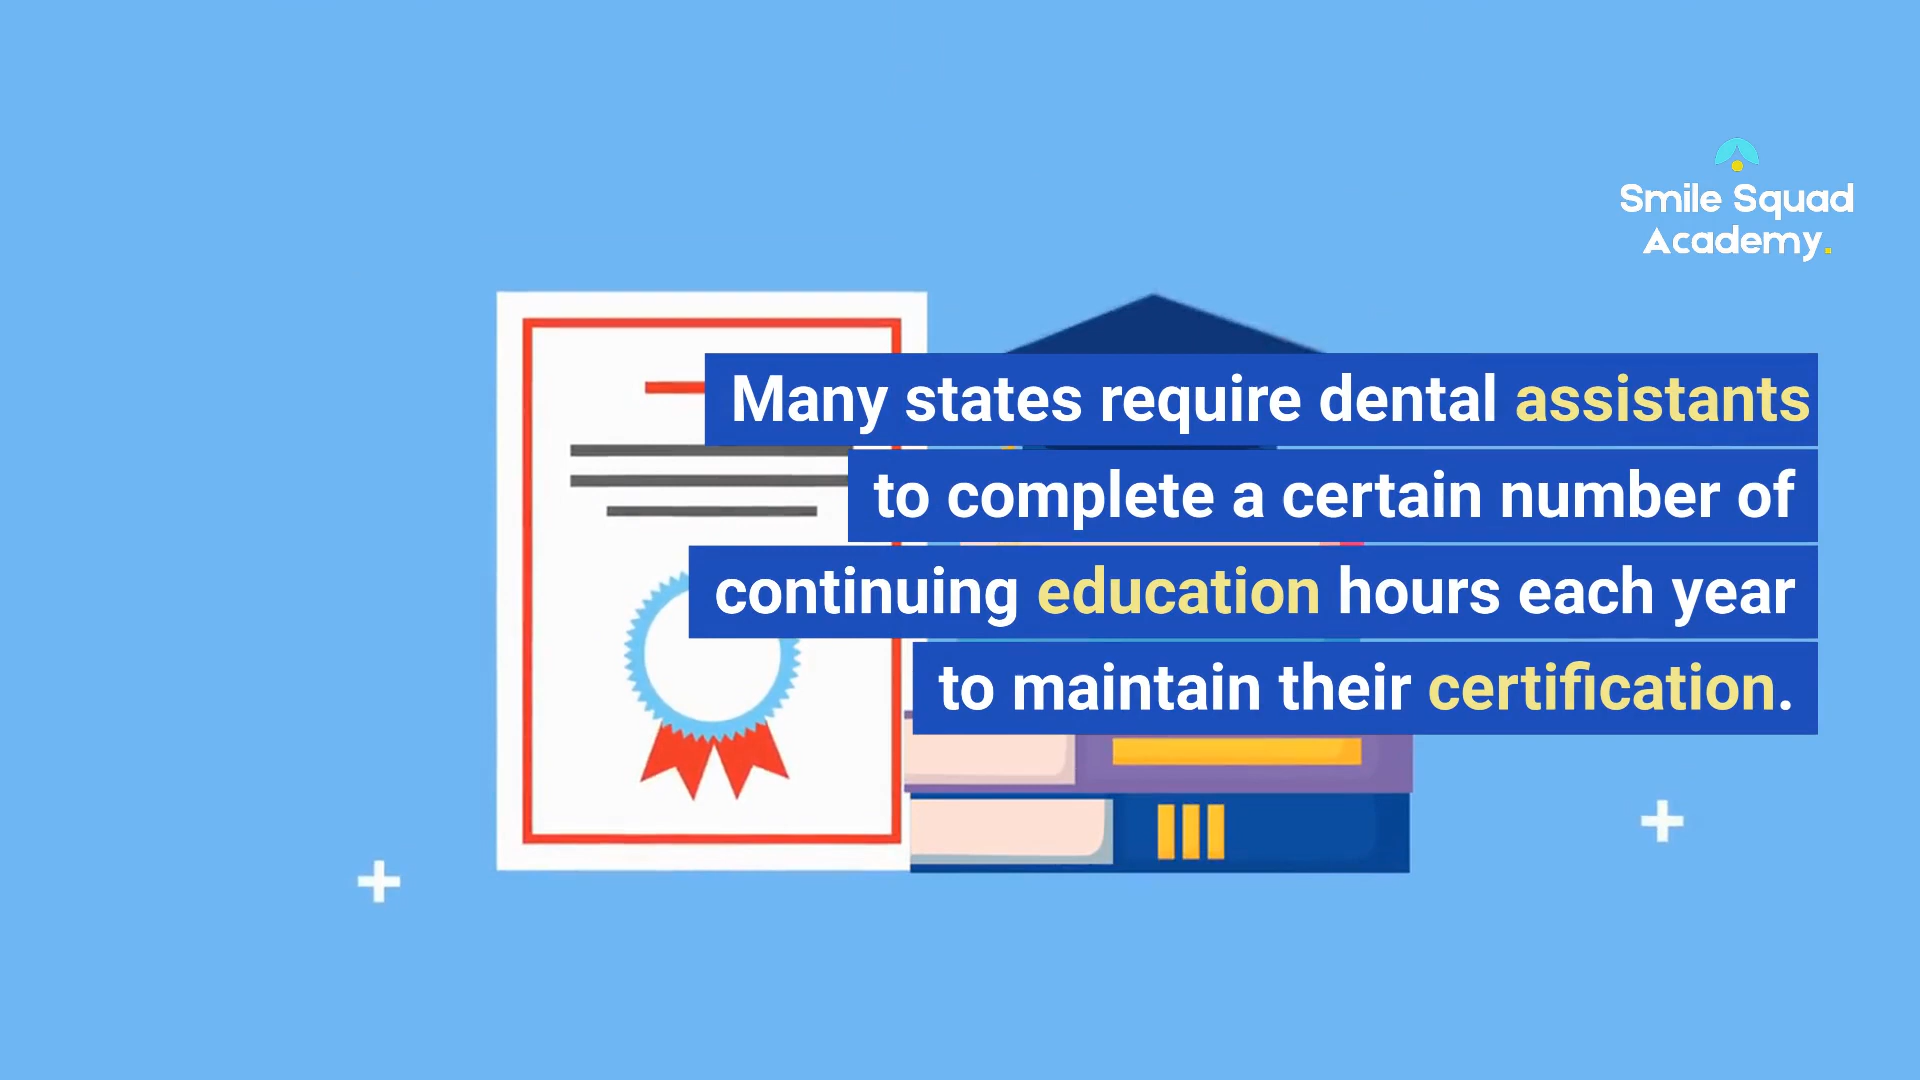 Smile Squad
Academy.
Many states require dental assistants
to complete a certain number of
continuing education hours each year
to maintain their certification.